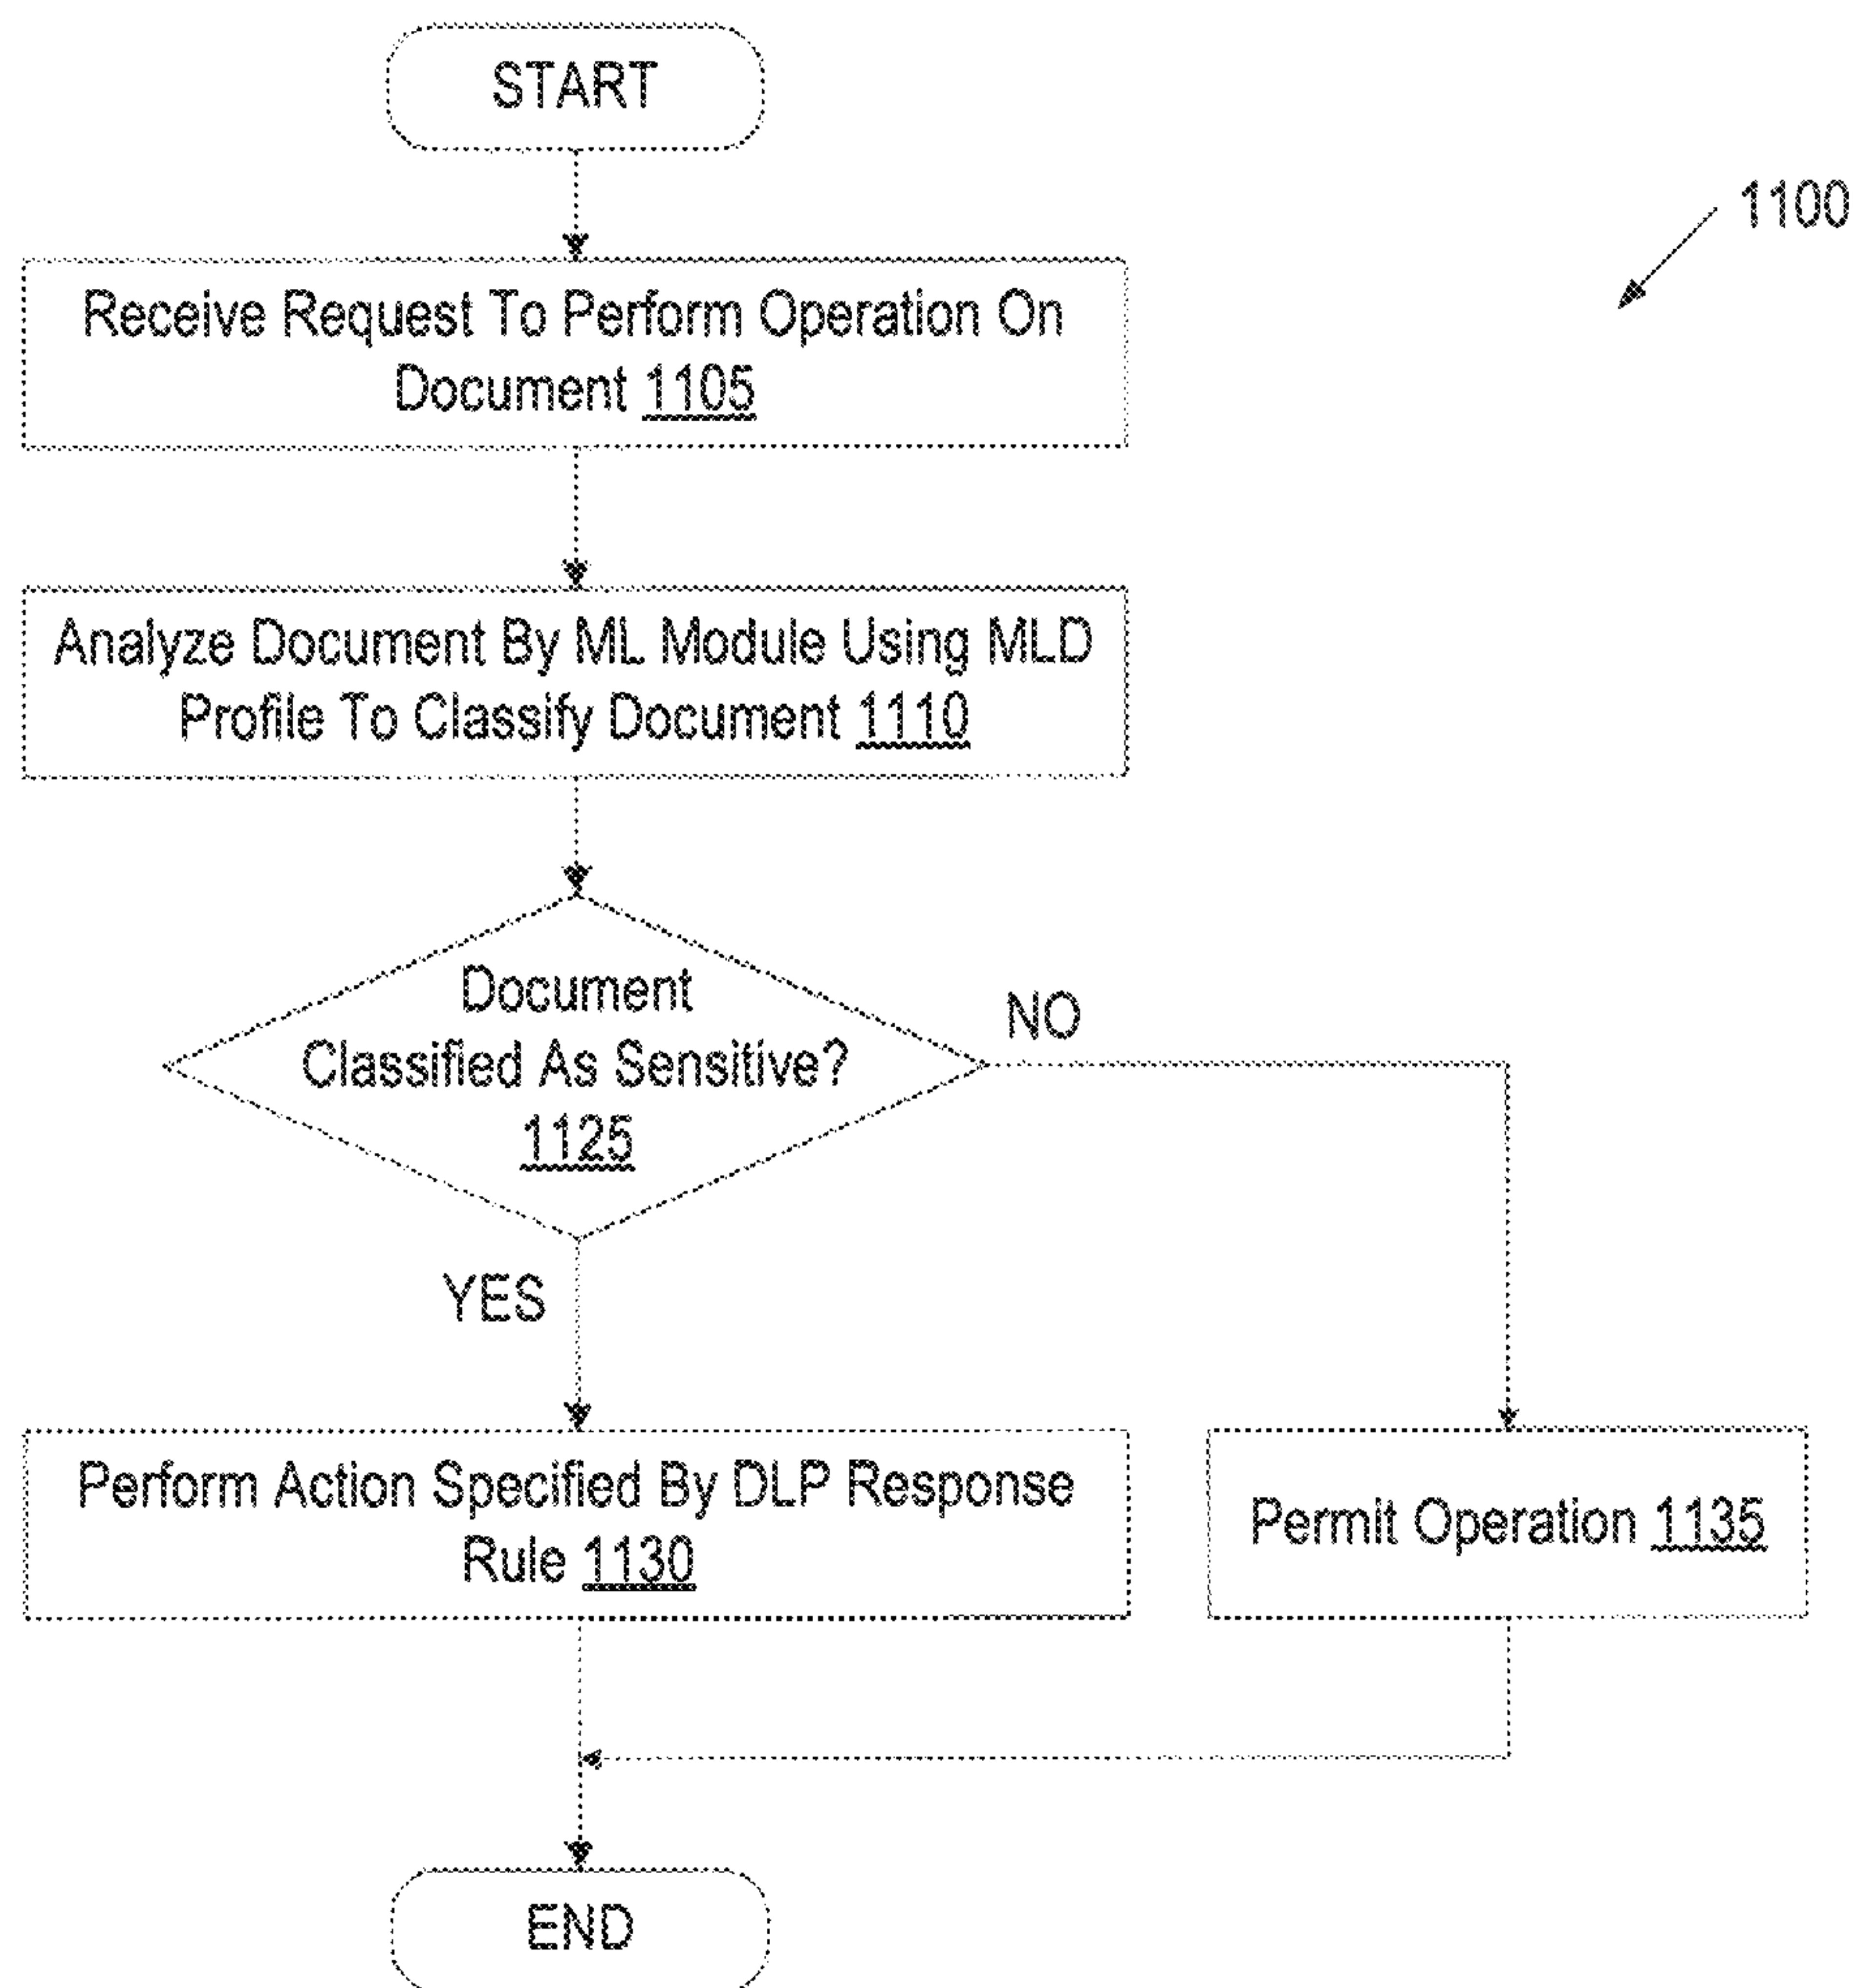 START
1100
Receive Request To Perform Operation On
Document 1105
Analyze Document By ML Module Using MLD
Profile To Classify Document 1110
Document
Classified As Sensitive?
1125
NO
YES
Perform Action Specified By DLP Response
Rule 1130
Permit Operation 1135
END